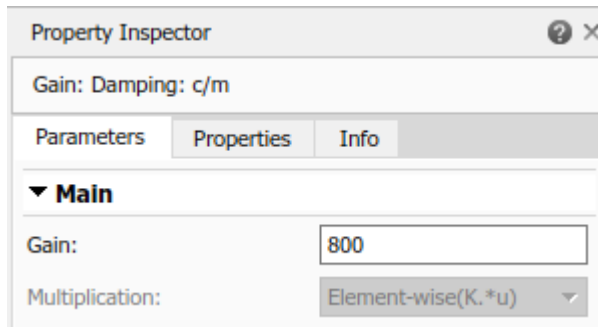 Property Inspector
Gain: Damping: c/m
Parameters Properties Info
Main
Gain: 800
Multiplication: Element-wise(K.*u)